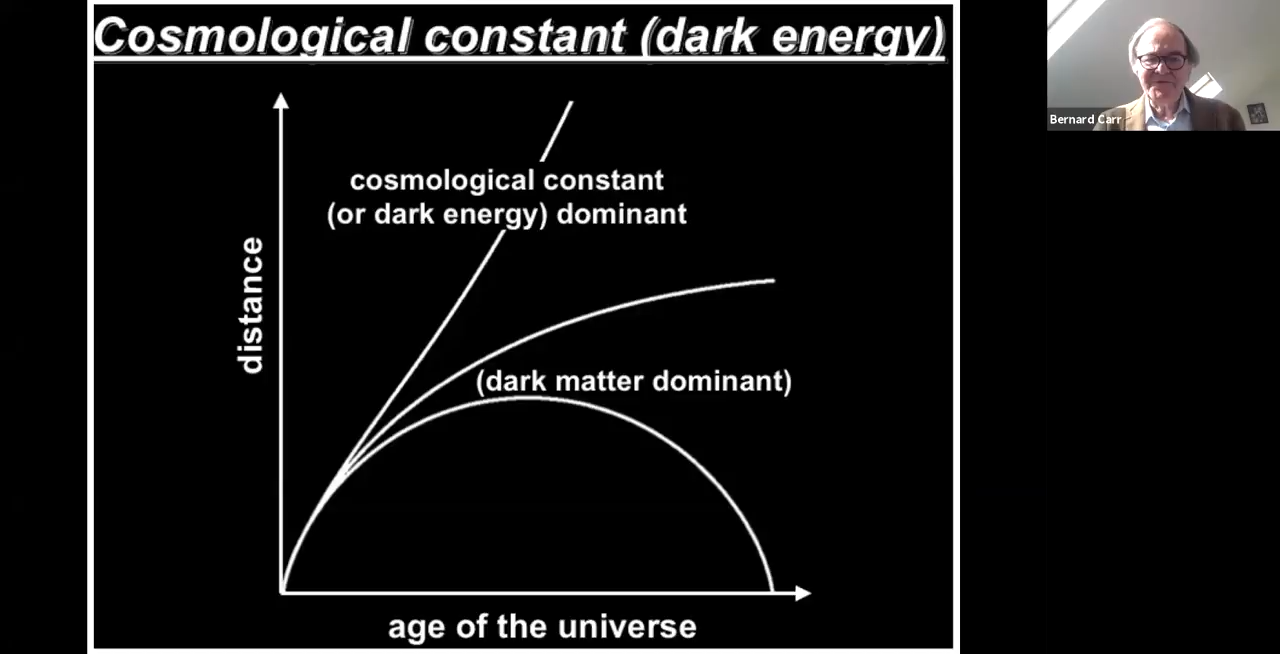 Cosmological constant (dark energy)
cosmological constant
(or dark energy) dominant
distance
(dark matter dominant)
age of the universe
Bernard Carr